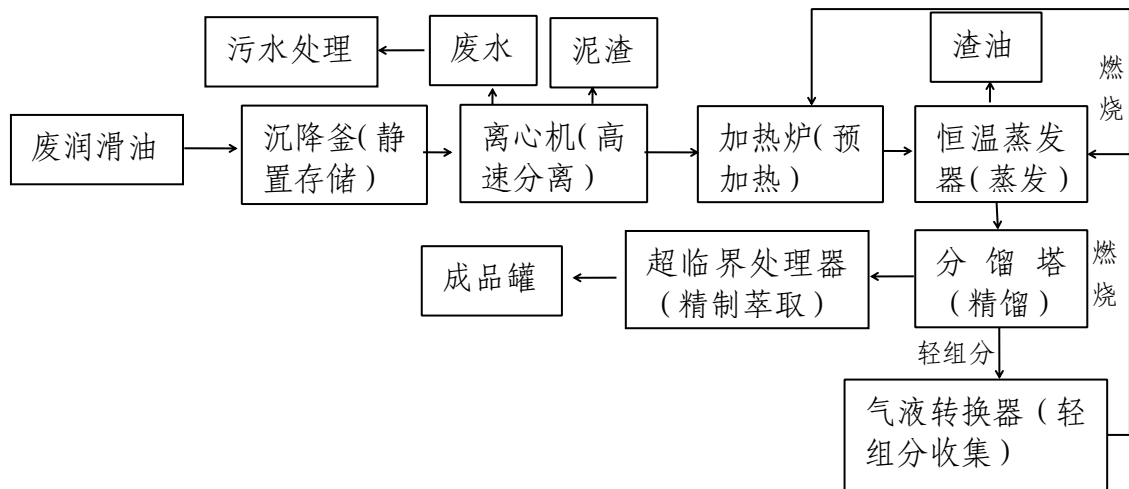 污水处理
废水
泥渣
渣油
燃
烧
废润滑油
沉降釜(静
置存储)
离心机(高
速分离)
加热炉(预
加热)
恒温蒸发
器(蒸发)
成品罐
超临界处理器
(精制萃取)
分馏塔
(精馏)
燃
烧
轻组分
气液转换器(轻
组分收集)